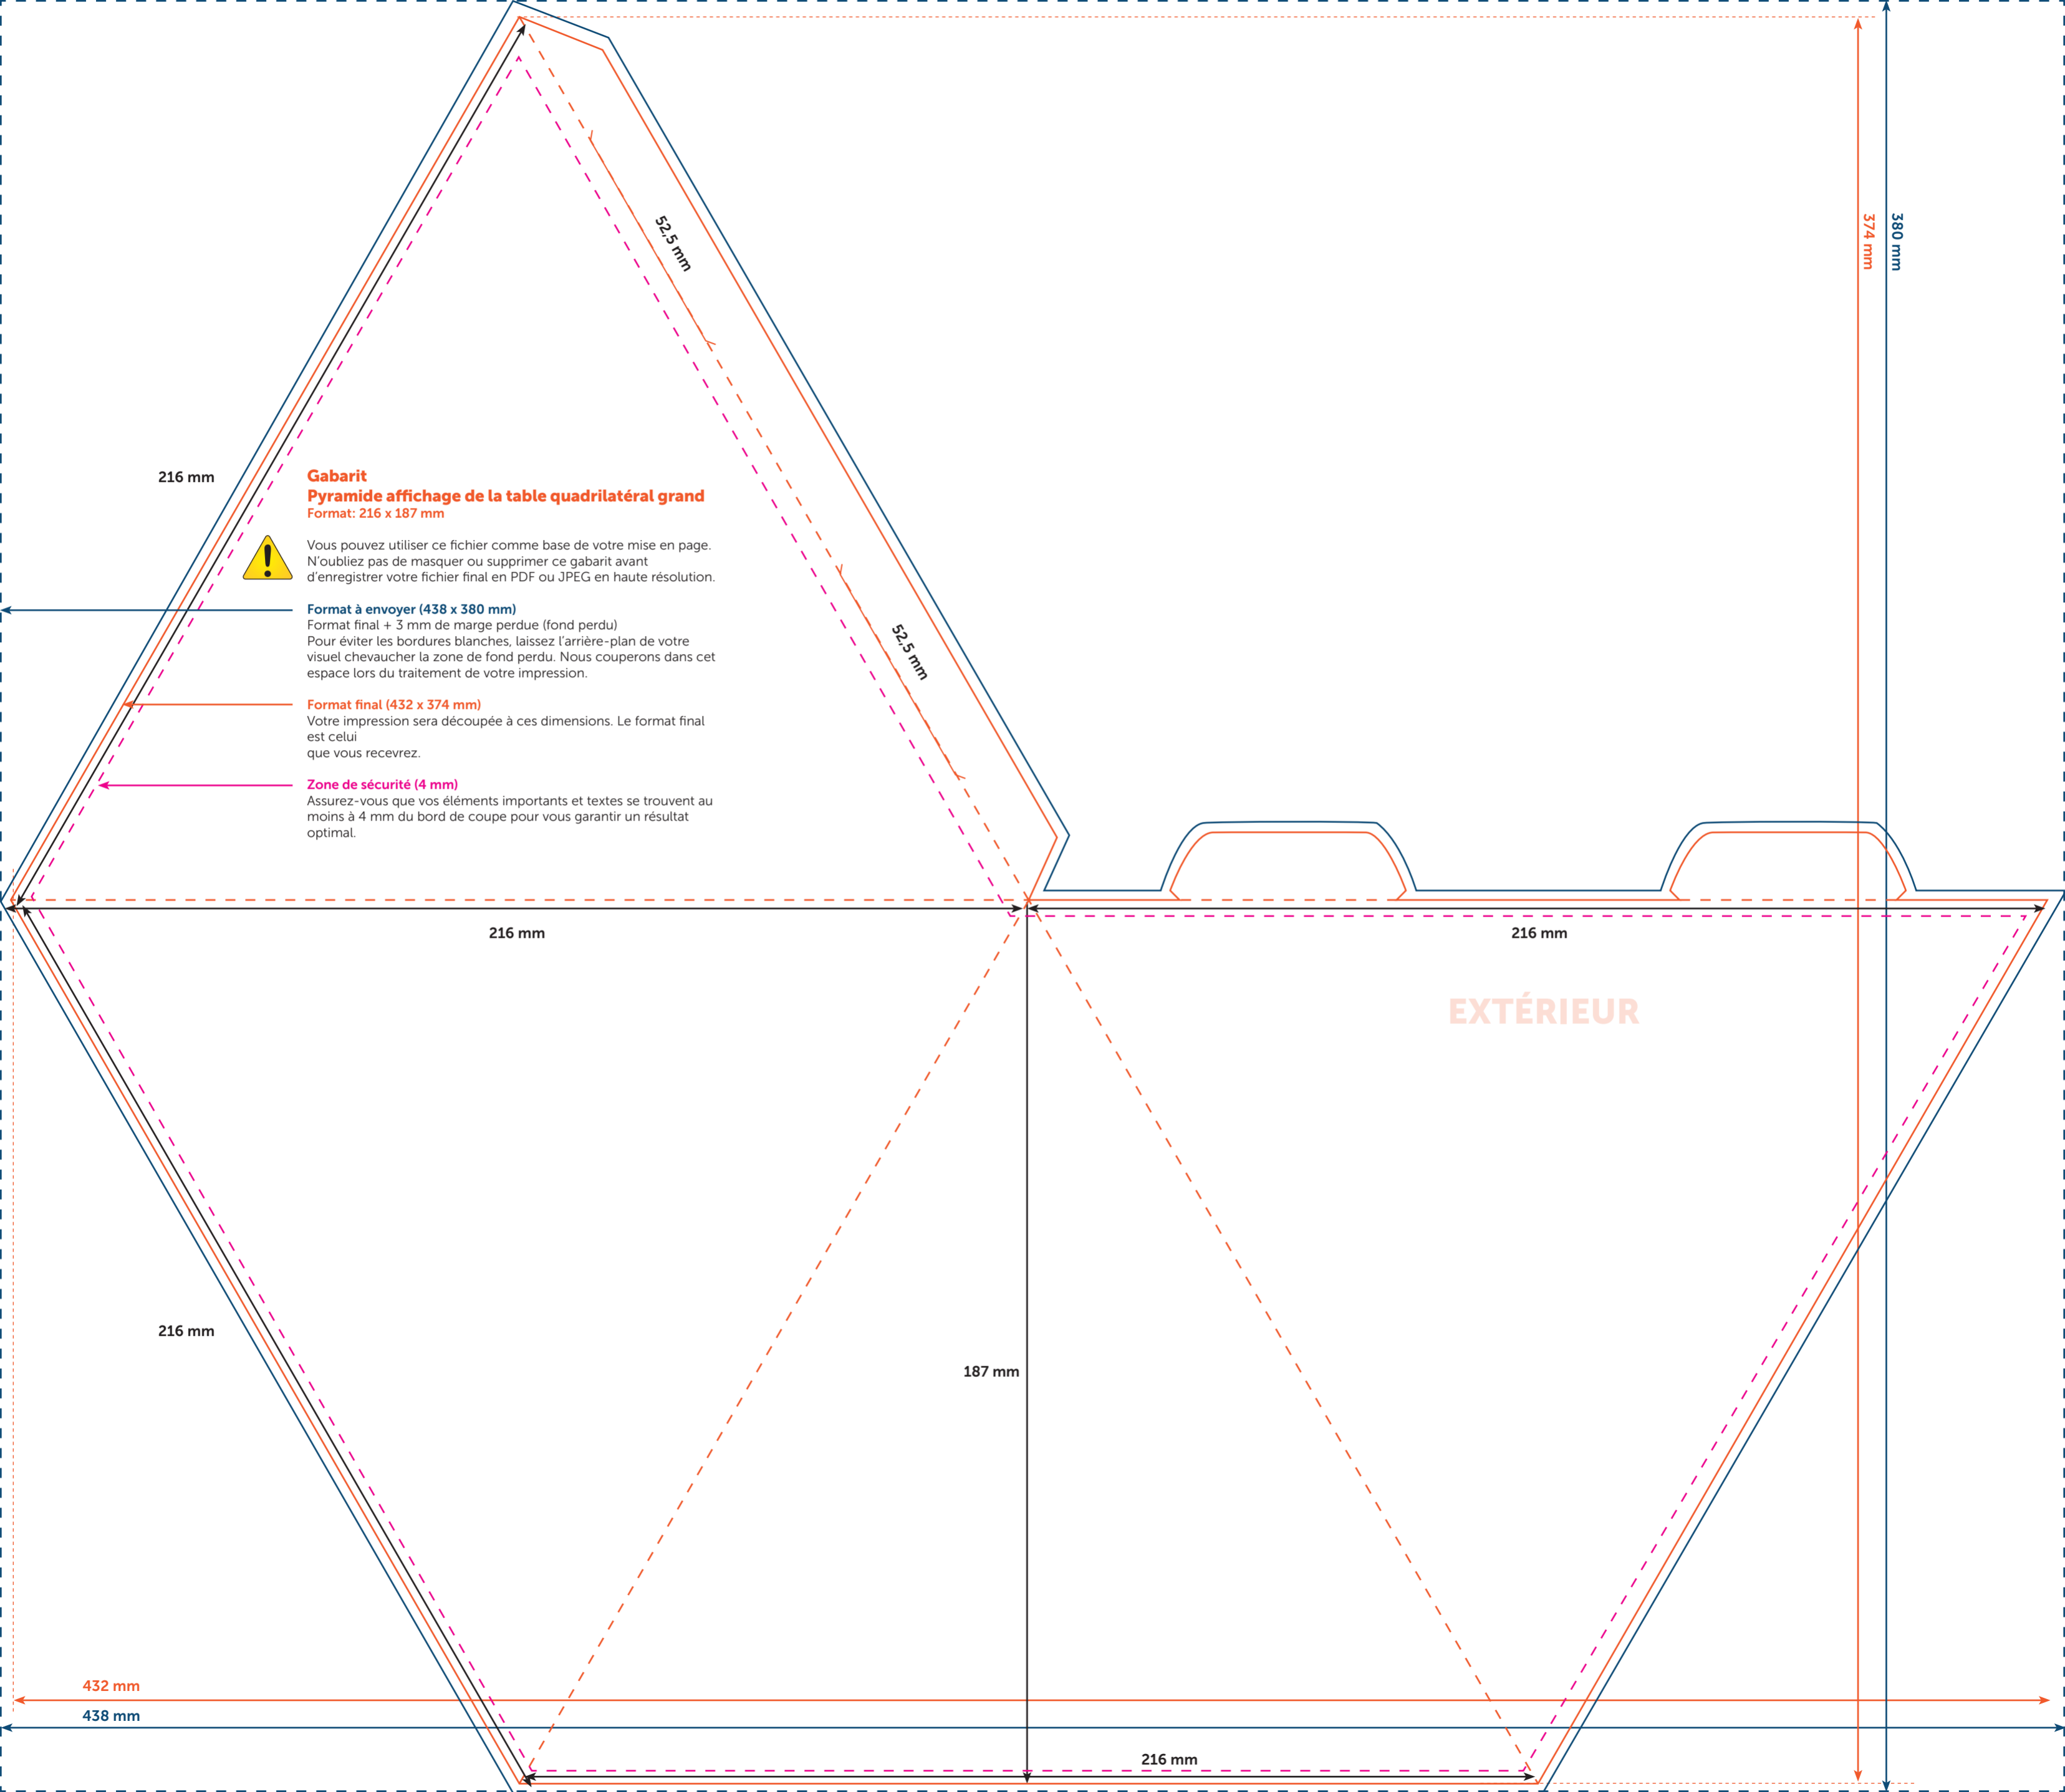 374 mm
380 mm
52,5 mm
216 mm
Gabarit
Pyramide affichage de la table quadrilatéral grand
Format: 216 x 187 mm
Vous pouvez utiliser ce fichier comme base de votre mise en page.
N'oubliez pas de masquer ou supprimer ce gabarit avant
d'enregistrer votre fichier final en PDF ou JPEG en haute résolution.
Format à envoyer (438 x 380 mm)
Format final + 3 mm de marge perdue (fond perdu)
Pour éviter les bordures blanches, laissez l'arrière-plan de votre
visuel chevaucher la zone de fond perdu. Nous couperons dans cet
espace lors du traitement de votre impression.
52,5 mm
Format final (432 x 374 mm)
Votre impression sera découpée à ces dimensions. Le format final
est celui
que vous recevrez.
Zone de sécurité (4 mm)
Assurez-vous que vos éléments importants et textes se trouvent au
moins à 4 mm du bord de coupe pour vous garantir un résultat
optimal.
216 mm
216 mm
EXTÉRIEUR
216 mm
187 mm
432 mm
438 mm
216 mm